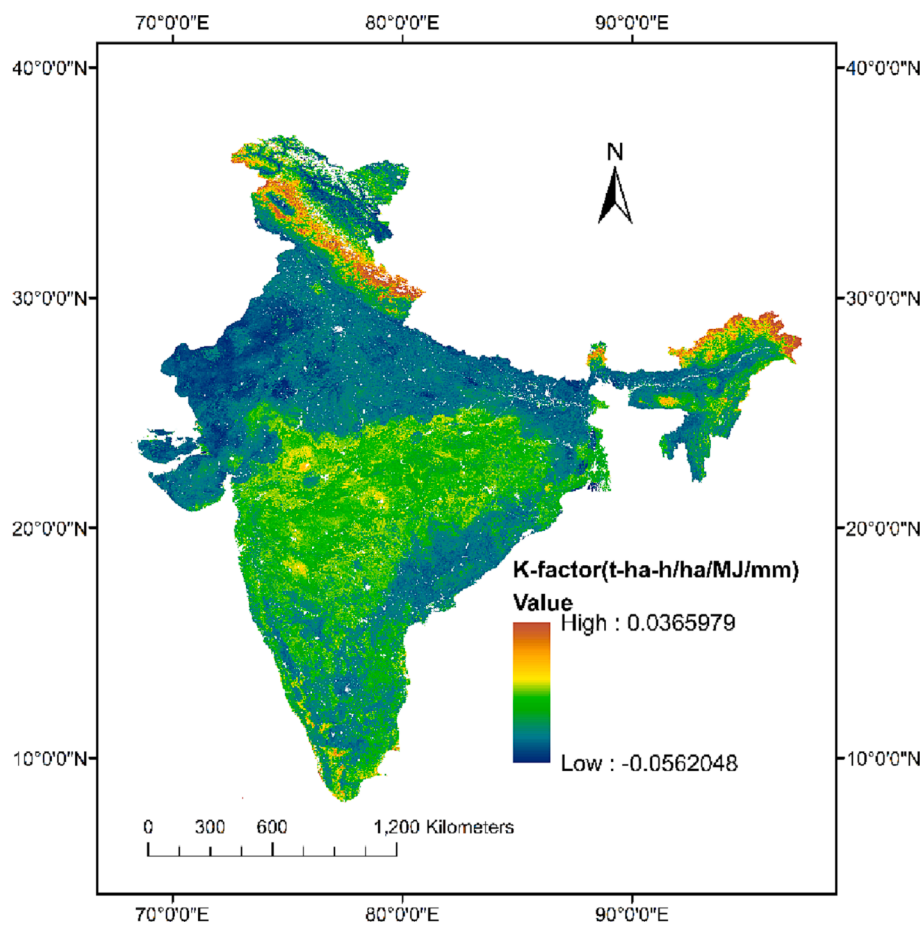 70°0'0"E 80°0'0"E 90°0'0"E
40°0'0"N 40°0'0"N
N
30°0'0"N 30°0'0"N
20°0'0"N 20°0'0"N
K-factor(t-ha-h/ha/MJ/mm)
Value
High : 0.0365979
Low : -0.0562048
10°0'0"N 10°0'0"N
0 300 600 1,200 Kilometers
70°0'0"E 80°0'0"E 90°0'0"E